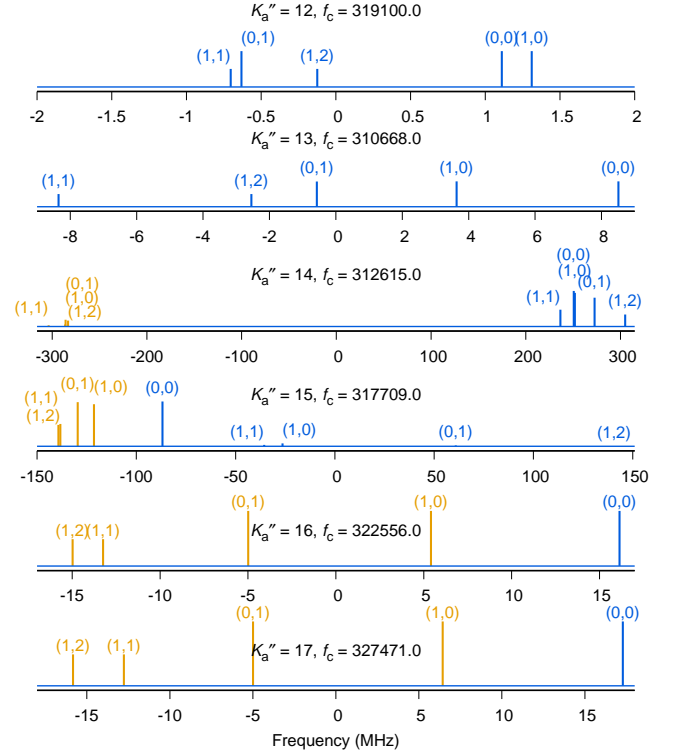 Kₐ″ = 12, f_c = 319100.0
(0,1) (0,0) (1,0)
(1,1) (1,2)
-2 -1.5 -1 -0.5 0 0.5 1 1.5 2
Kₐ″ = 13, f_c = 310668.0
(0,1) (1,0) (0,0)
(1,1) (1,2)
-8 -6 -4 -2 0 2 4 6 8
(0,0)
Kₐ″ = 14, f_c = 312615.0
(1,0)
(0,1) (0,1)
(1,0) (1,1)
(1,1) (1,2) (1,2)
-300 -200 -100 0 100 200 300
(0,1) (1,0) (0,0) Kₐ″ = 15, f_c = 317709.0
(1,1)
(1,2) (1,1) (1,0) (0,1) (1,2)
-150 -100 -50 0 50 100 150
(0,1) (1,0) (0,0)
(1,2) (1,1) Kₐ″ = 16, f_c = 322556.0
-15 -10 -5 0 5 10 15
(0,1) (1,0) (0,0)
(1,2) (1,1) Kₐ″ = 17, f_c = 327471.0
-15 -10 -5 0 5 10 15
Frequency (MHz)